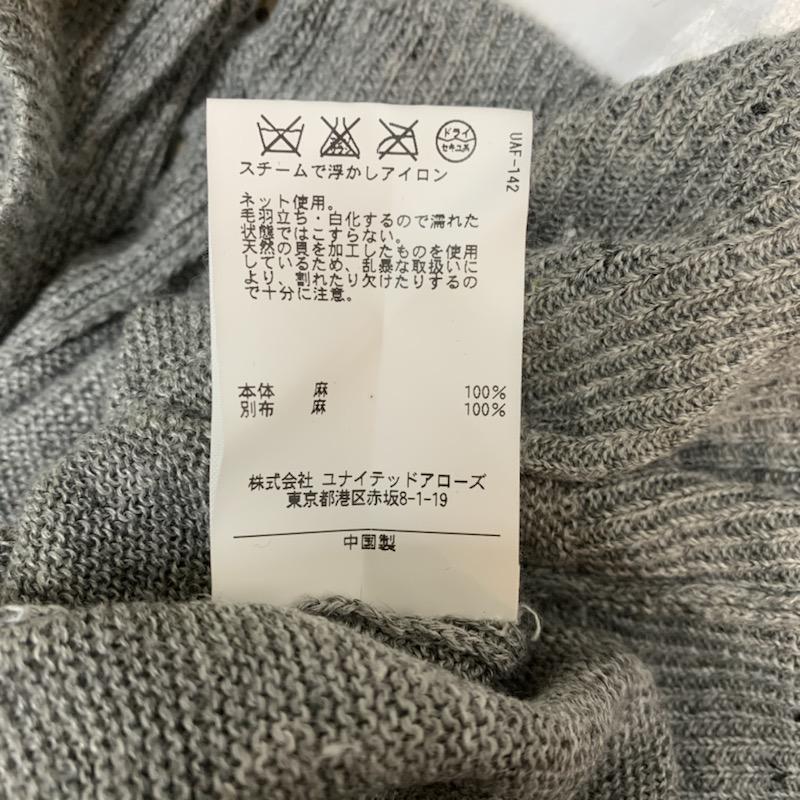 ドライ
セキユ系
UAF-142
スチームで浮かしアイロン
ネット使用。
毛羽立ち・白化するので濡れた
状態ではこすらない。
天然の貝を加工したものを使用
しているため、乱暴な取扱いに
より、割れたり欠けたりするの
で十分に注意。
本体 麻 100%
別布 麻 100%
株式会社 ユナイテッドアローズ
東京都港区赤坂8-1-19
中国製